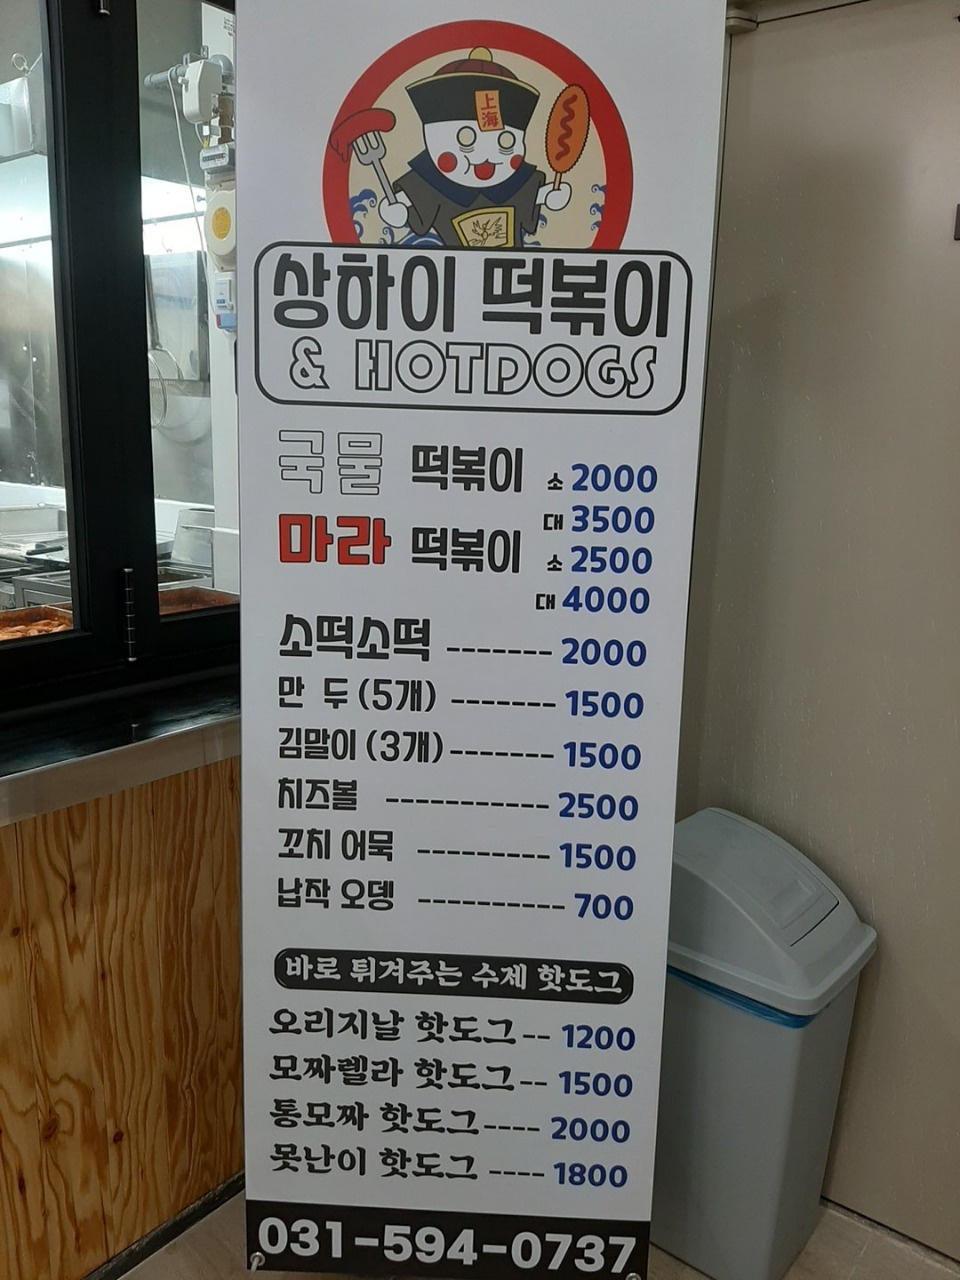 上海
상하이 떡볶이
& HOTDOGS
국물 떡볶이 소 2000
대 3500
마라 떡볶이 소 2500
대 4000
소떡소떡 ------- 2000
만 두 (5개) ------- 1500
김말이 (3개) ------- 1500
치즈볼 ----------- 2500
꼬치 어묵 --------- 1500
납작 오뎅 ---------- 700
바로 튀겨주는 수제 핫도그
오리지날 핫도그 -- 1200
모짜렐라 핫도그 -- 1500
통모짜 핫도그 ---- 2000
못난이 핫도그 ---- 1800
031-594-0737